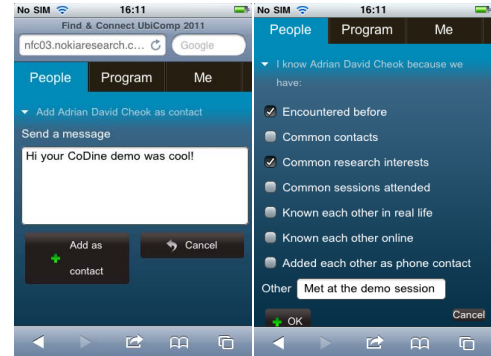 No SIM 16:11
Find & Connect UbiComp 2011
nfc03.nokiaresearch.c... Google
People Program Me
Add Adrian David Cheok as contact
Send a message
Hi your CoDine demo was cool!
Add as
contact
Cancel
No SIM 16:11
People Program Me
I know Adrian David Cheok because we
have:
Encountered before
Common contacts
Common research interests
Common sessions attended
Known each other in real life
Known each other online
Added each other as phone contact
Other Met at the demo session
OK Cancel